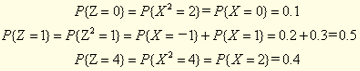 P{Z = 0} = P{X² = 2} = P{X = 0} = 0.1
P{Z = 1} = P{Z² = 1} = P{X = −1} + P{X = 1} = 0.2 + 0.3 = 0.5
P{Z = 4} = P{X² = 4} = P{X = 2} = 0.4